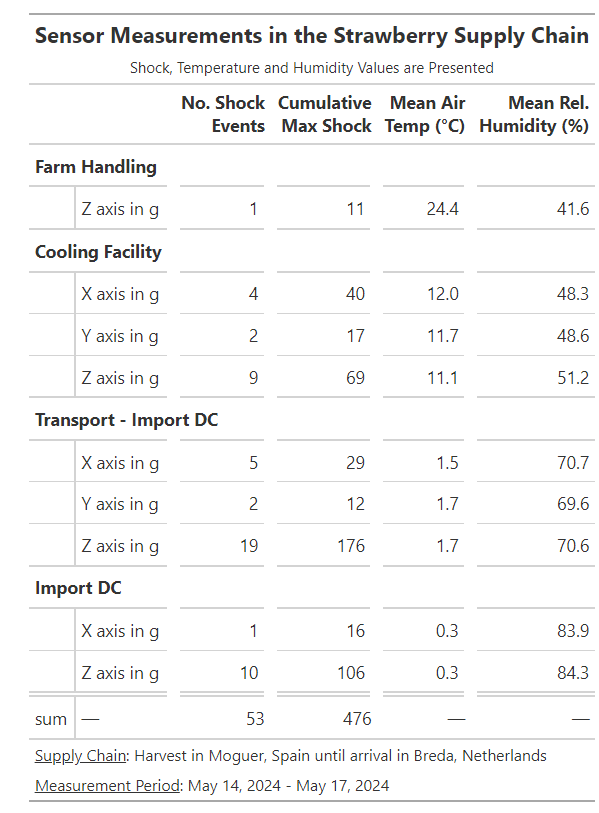 Sensor Measurements in the Strawberry Supply Chain
Shock, Temperature and Humidity Values are Presented
No. Shock Events Cumulative Max Shock Mean Air Temp (°C) Mean Rel. Humidity (%)
Farm Handling
Z axis in g 1 11 24.4 41.6
Cooling Facility
X axis in g 4 40 12.0 48.3
Y axis in g 2 17 11.7 48.6
Z axis in g 9 69 11.1 51.2
Transport - Import DC
X axis in g 5 29 1.5 70.7
Y axis in g 2 12 1.7 69.6
Z axis in g 19 176 1.7 70.6
Import DC
X axis in g 1 16 0.3 83.9
Z axis in g 10 106 0.3 84.3
sum — 53 476 — —
Supply Chain: Harvest in Moguer, Spain until arrival in Breda, Netherlands
Measurement Period: May 14, 2024 - May 17, 2024